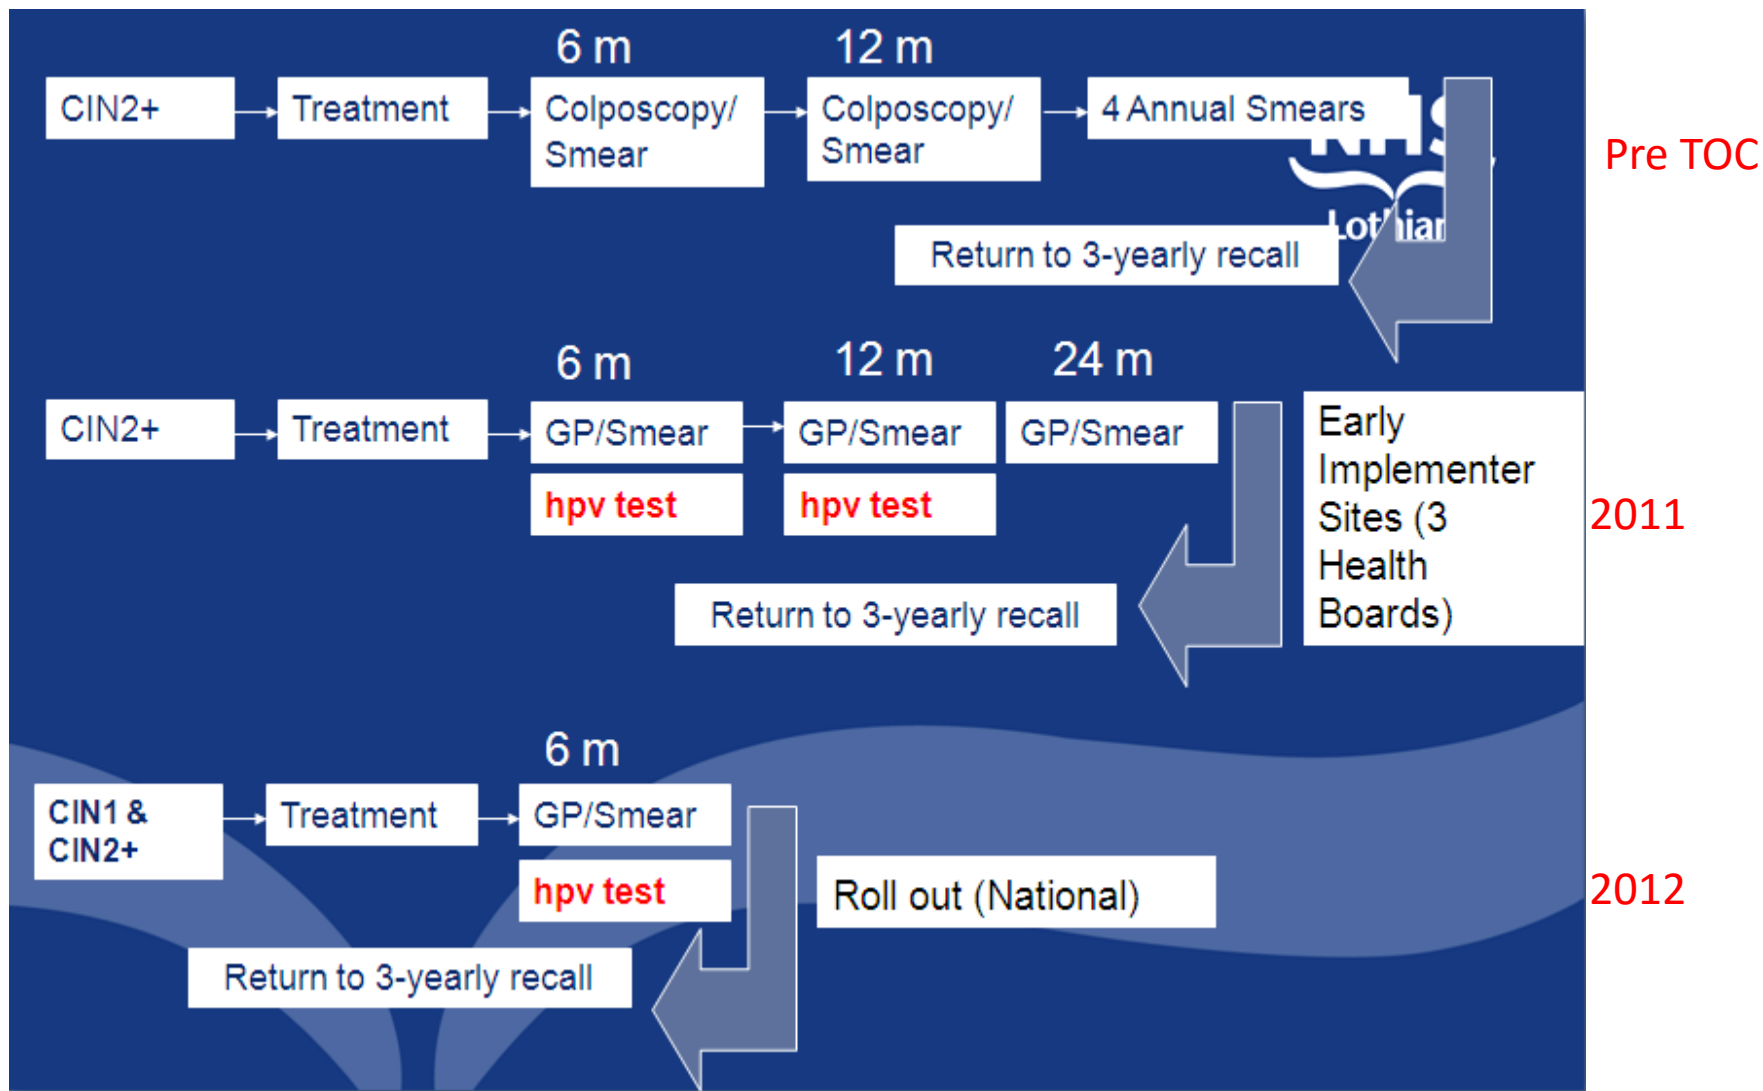 6 m
12 m
CIN2+
Treatment
Colposcopy/
Smear
Colposcopy/
Smear
4 Annual Smears
NHS
Lothian
Pre TOC
Return to 3-yearly recall
6 m
12 m
24 m
CIN2+
Treatment
GP/Smear
GP/Smear
GP/Smear
hpv test
hpv test
Early
Implementer
Sites (3
Health
Boards)
2011
Return to 3-yearly recall
6 m
CIN1 &
CIN2+
Treatment
GP/Smear
hpv test
Roll out (National)
2012
Return to 3-yearly recall